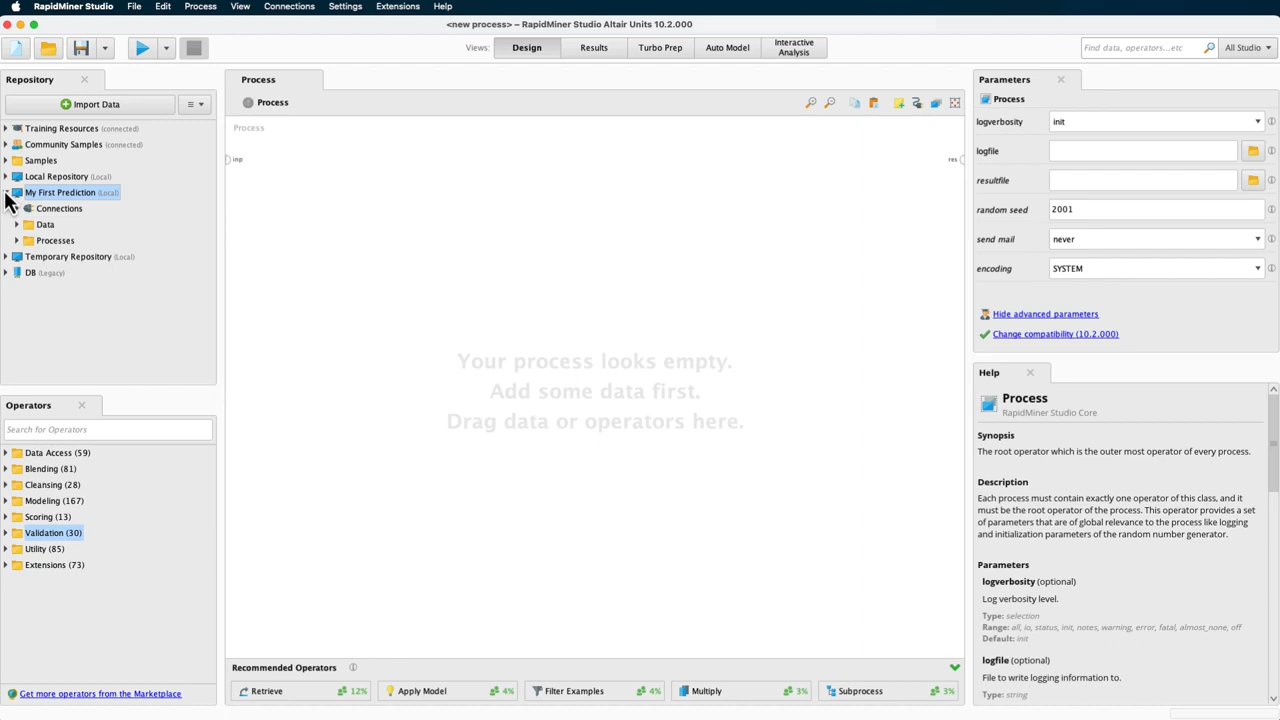 RapidMiner Studio File Edit Process View Connections Settings Extensions Help
<new process> – RapidMiner Studio Altair Units 10.2.000
Views: Design Results Turbo Prep Auto Model Interactive Analysis
Find data, operators...etc All Studio
Repository
Import Data
Training Resources (connected)
Community Samples (connected)
Samples
Local Repository (Local)
My First Prediction (Local)
Connections
Data
Processes
Temporary Repository (Local)
DB (Legacy)
Operators
Search for Operators
Data Access (59)
Blending (81)
Cleansing (28)
Modeling (167)
Scoring (13)
Validation (30)
Utility (85)
Extensions (73)
Get more operators from the Marketplace
Process
Process
Process
inp
res
Your process looks empty.
Add some data first.
Drag data or operators here.
Recommended Operators
Retrieve 12%
Apply Model 4%
Filter Examples 4%
Multiply 3%
Subprocess 3%
Parameters
Process
logverbosity init
logfile
resultfile
random seed 2001
send mail never
encoding SYSTEM
Hide advanced parameters
Change compatibility (10.2.000)
Help
Process
RapidMiner Studio Core
Synopsis
The root operator which is the outer most operator of every process.
Description
Each process must contain exactly one operator of this class, and it
must be the root operator of the process. This operator provides a set
of parameters that are of global relevance to the process like logging
and initialization parameters of the random number generator.
Parameters
logverbosity (optional)
Log verbosity level.
Type: selection
Range: all, io, status, init, notes, warning, error, fatal, almost_none, off
Default: init
logfile (optional)
File to write logging information to.
Type: string